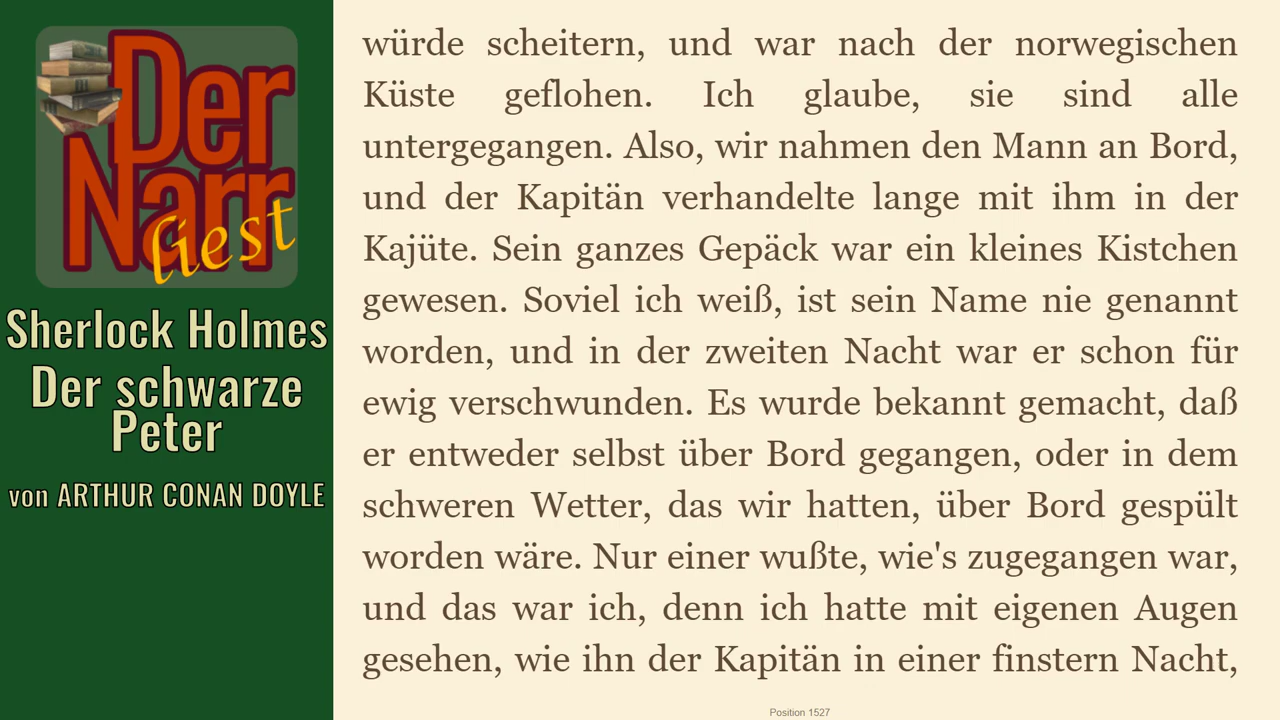 Der
Narr
liest
Sherlock Holmes
Der schwarze
Peter
von ARTHUR CONAN DOYLE
würde scheitern, und war nach der norwegischen
Küste geflohen. Ich glaube, sie sind alle
untergegangen. Also, wir nahmen den Mann an Bord,
und der Kapitän verhandelte lange mit ihm in der
Kajüte. Sein ganzes Gepäck war ein kleines Kistchen
gewesen. Soviel ich weiß, ist sein Name nie genannt
worden, und in der zweiten Nacht war er schon für
ewig verschwunden. Es wurde bekannt gemacht, daß
er entweder selbst über Bord gegangen, oder in dem
schweren Wetter, das wir hatten, über Bord gespült
worden wäre. Nur einer wußte, wie's zugegangen war,
und das war ich, denn ich hatte mit eigenen Augen
gesehen, wie ihn der Kapitän in einer finstern Nacht,
Position 1527